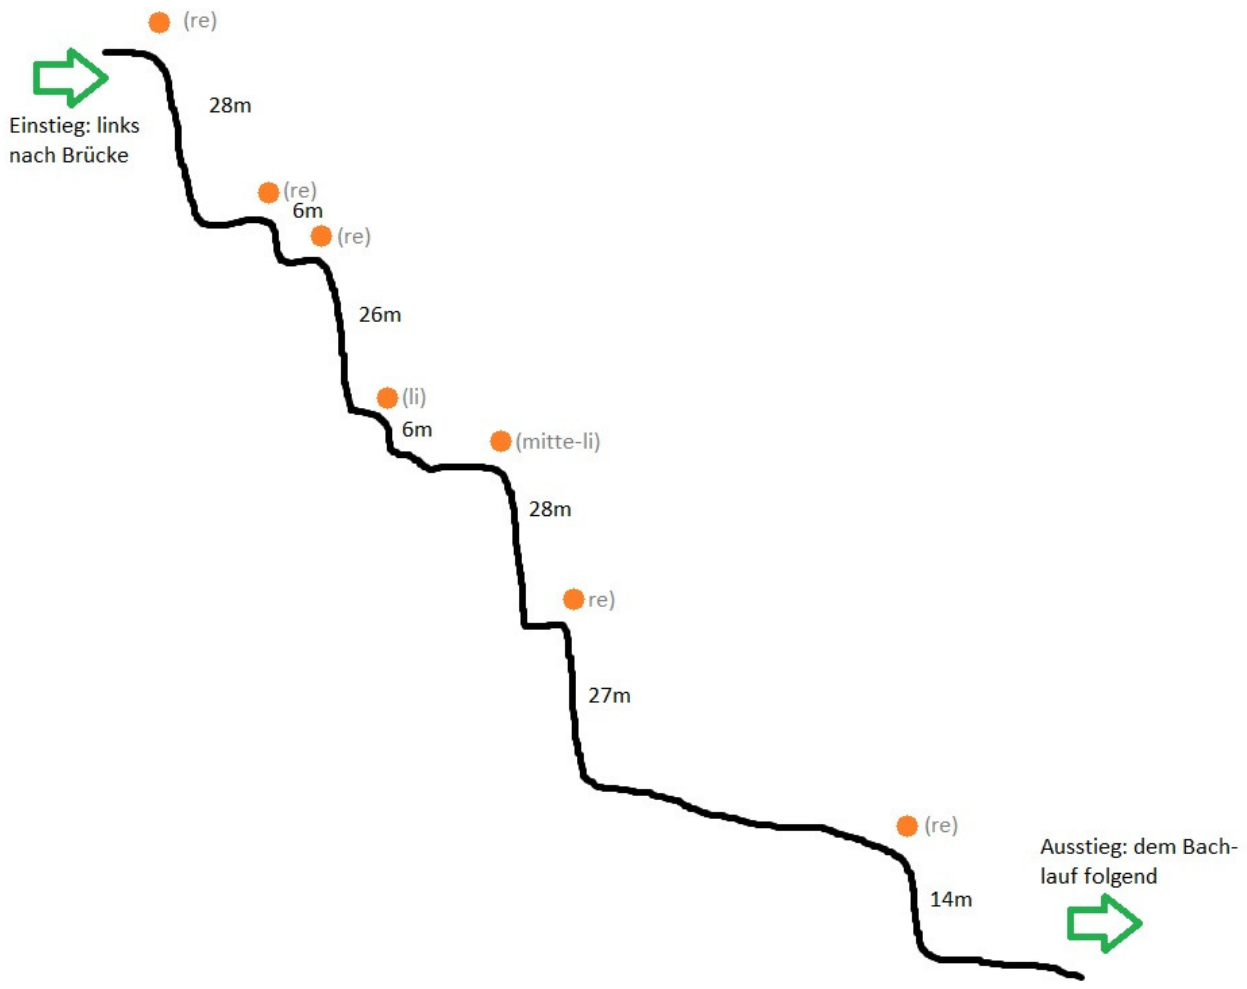 (re)
28m
Einstieg: links
nach Brücke
(re)
6m
(re)
26m
(li)
6m
(mitte-li)
28m
re)
27m
(re)
Ausstieg: dem Bach-
lauf folgend
14m